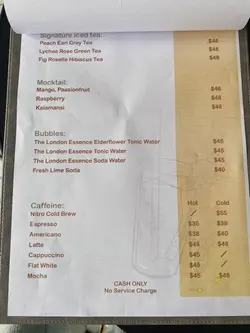 Signature iced tea:
Peach Earl Grey Tea $48
Lychee Rose Green Tea $48
Fig Roselle Hibiscus Tea $48
Mocktail:
Mango, Passionfruit $48
Raspberry $48
Kalamansi $48
Bubbles:
The London Essence Elderflower Tonic Water $45
The London Essence Tonic Water $45
The London Essence Soda Water $45
Fresh Lime Soda $40
Caffeine: Hot Cold
Nitro Cold Brew / $55
Espresso $35 $38
Americano $38 $40
Latte $45 $48
Cappuccino $45 /
Flat White $45 /
Mocha $45 $48
CASH ONLY
No Service Charge